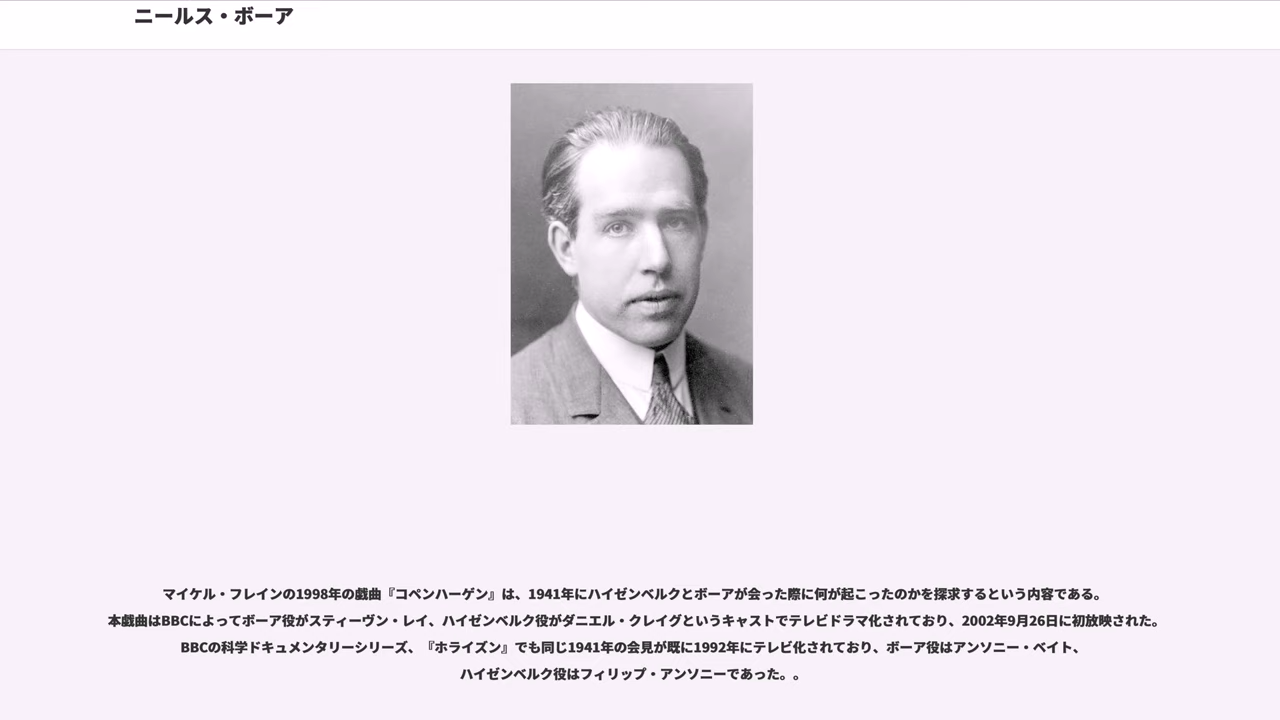 ニールス・ボーア
マイケル・フレインの1998年の戯曲『コペンハーゲン』は、1941年にハイゼンベルクとボーアが会った際に何が起こったのかを探求するという内容である。
本戯曲はBBCによってボーア役がスティーヴン・レイ、ハイゼンベルク役がダニエル・クレイグというキャストでテレビドラマ化されており、2002年9月26日に初放映された。
BBCの科学ドキュメンタリーシリーズ、『ホライズン』でも同じ1941年の会見が既に1992年にテレビ化されており、ボーア役はアンソニー・ベイト、
ハイゼンベルク役はフィリップ・アンソニーであった。。